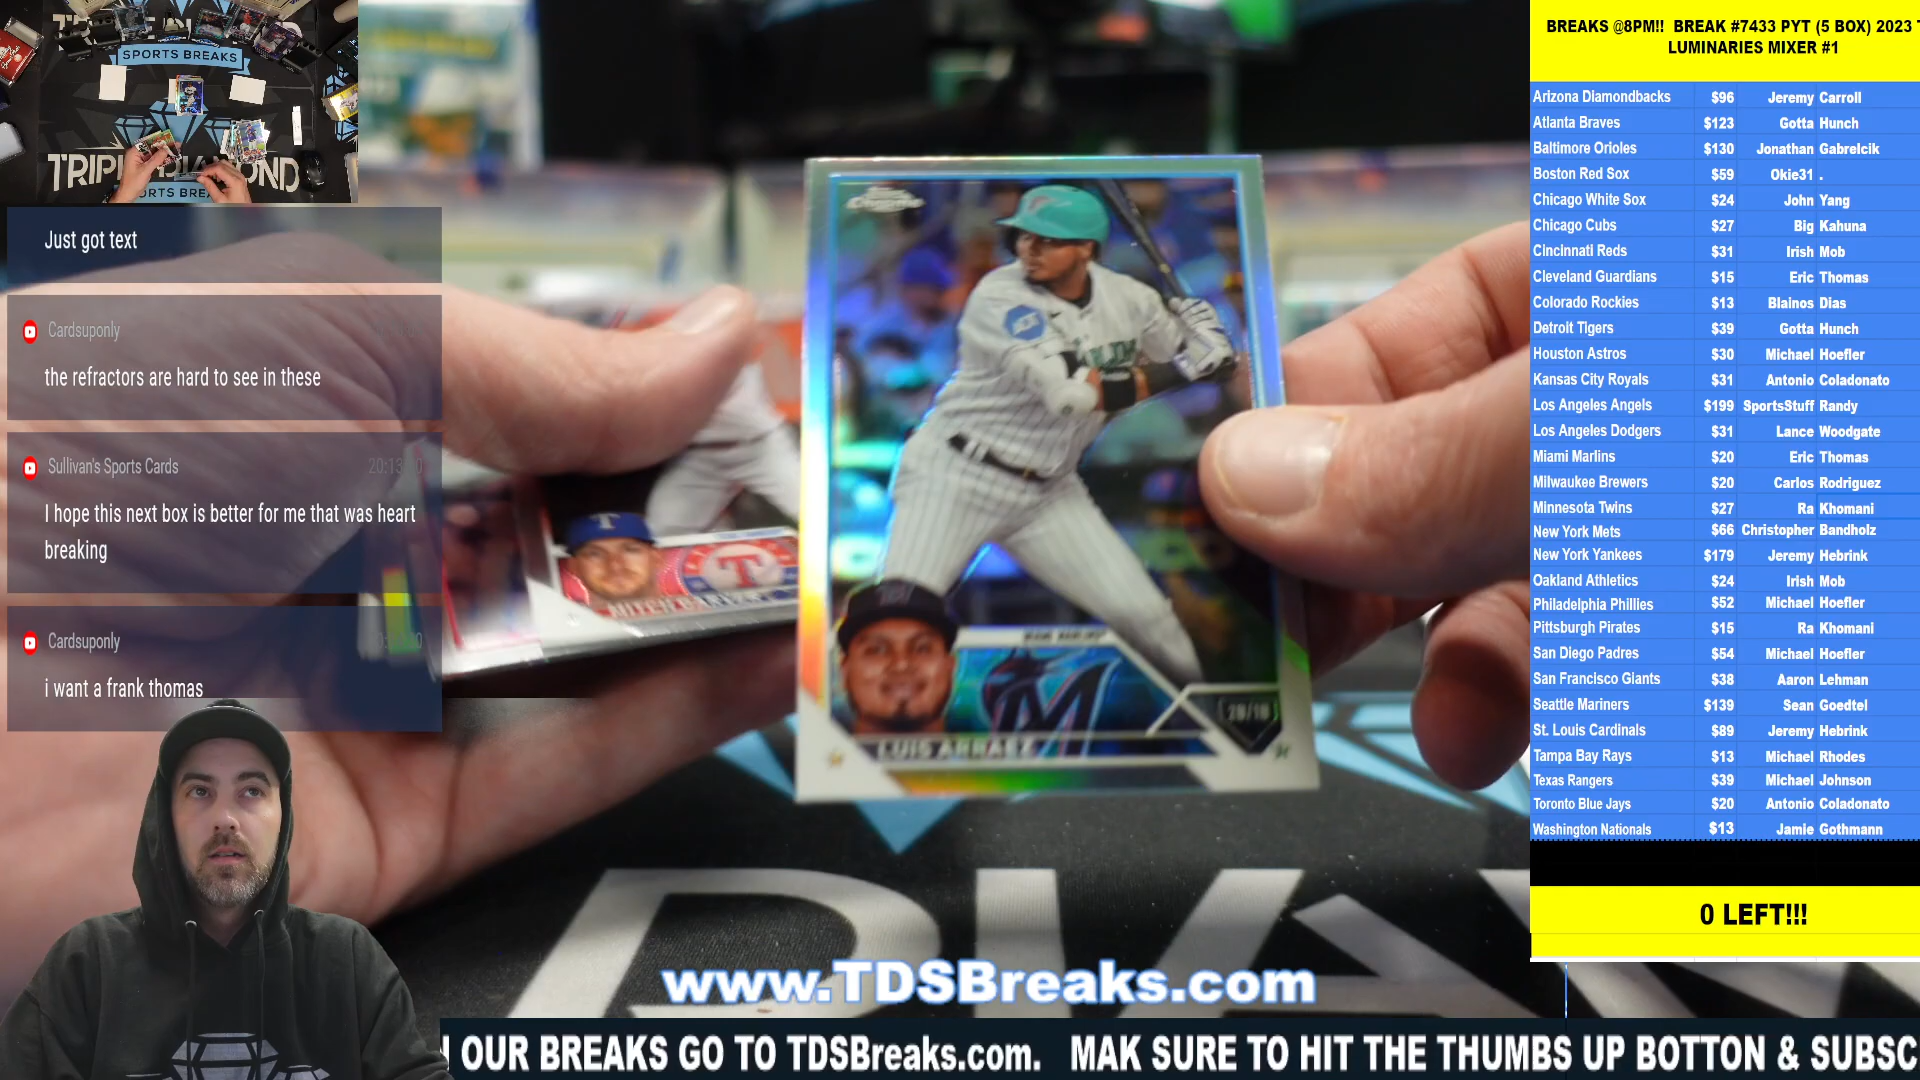 SPORTS BREAKS
TRIPLE DIAMOND
SPORTS BREAKS
Just got text
Cardsuponly
the refractors are hard to see in these
Sullivan's Sports Cards
I hope this next box is better for me that was heart
breaking
Cardsuponly
i want a frank thomas
Chrome
LUIS ARRAEZ
T
M
BREAKS @8PM!! BREAK #7433 PYT (5 BOX) 2023
LUMINARIES MIXER #1
Arizona Diamondbacks $96 Jeremy Carroll
Atlanta Braves $123 Gotta Hunch
Baltimore Orioles $130 Jonathan Gabrelcik
Boston Red Sox $59 Okie31 .
Chicago White Sox $24 John Yang
Chicago Cubs $27 Big Kahuna
Cincinnati Reds $31 Irish Mob
Cleveland Guardians $15 Eric Thomas
Colorado Rockies $13 Blainos Dias
Detroit Tigers $39 Gotta Hunch
Houston Astros $30 Michael Hoefler
Kansas City Royals $31 Antonio Coladonato
Los Angeles Angels $199 SportsStuff Randy
Los Angeles Dodgers $31 Lance Woodgate
Miami Marlins $20 Eric Thomas
Milwaukee Brewers $20 Carlos Rodriguez
Minnesota Twins $27 Ra Khomani
New York Mets $66 Christopher Bandholz
New York Yankees $179 Jeremy Hebrink
Oakland Athletics $24 Irish Mob
Philadelphia Phillies $52 Michael Hoefler
Pittsburgh Pirates $15 Ra Khomani
San Diego Padres $54 Michael Hoefler
San Francisco Giants $38 Aaron Lehman
Seattle Mariners $139 Sean Goedtel
St. Louis Cardinals $89 Jeremy Hebrink
Tampa Bay Rays $13 Michael Rhodes
Texas Rangers $39 Michael Johnson
Toronto Blue Jays $20 Antonio Coladonato
Washington Nationals $13 Jamie Gothmann
0 LEFT!!!
www.TDSBreaks.com
OUR BREAKS GO TO TDSBreaks.com. MAK SURE TO HIT THE THUMBS UP BOTTON & SUBSC